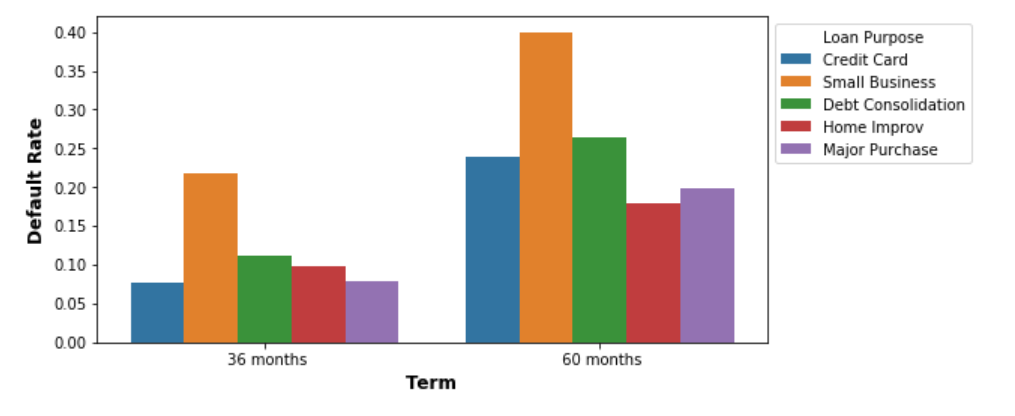 0.40
0.35
0.30
0.25
0.20
0.15
0.10
0.05
0.00
Default Rate
36 months
60 months
Term
Loan Purpose
Credit Card
Small Business
Debt Consolidation
Home Improv
Major Purchase